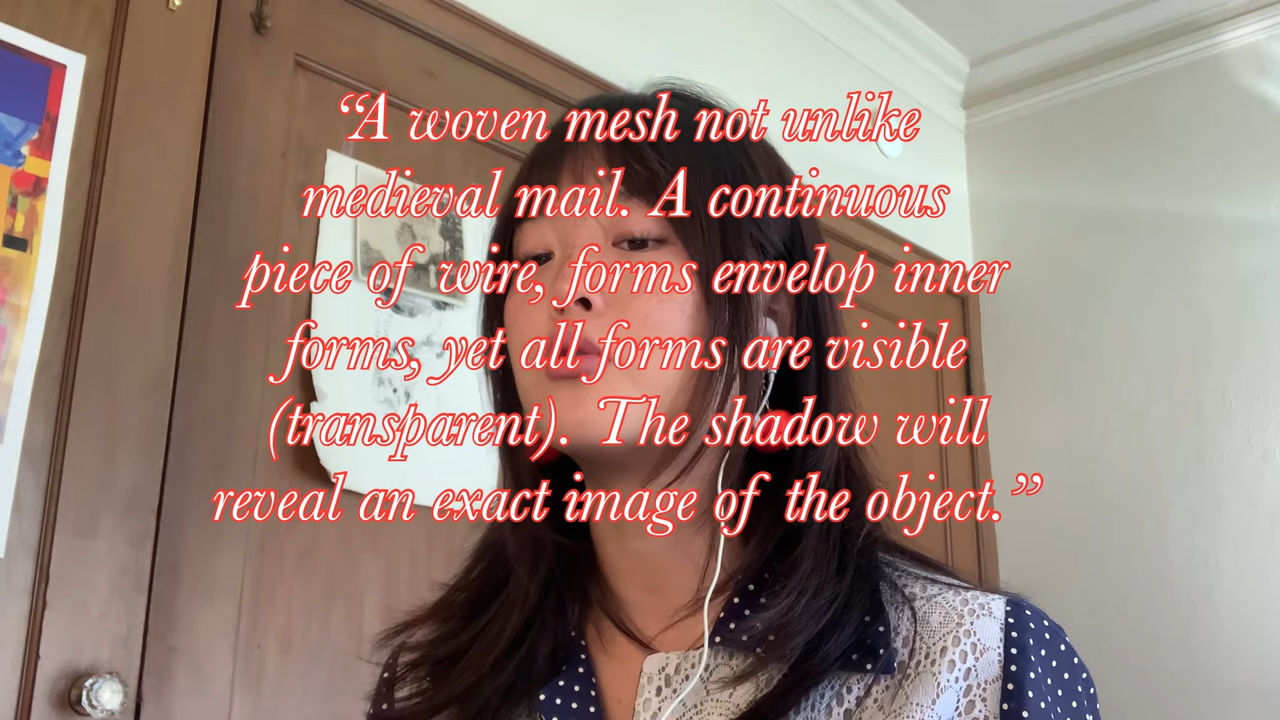 “A woven mesh not unlike
medieval mail. A continuous
piece of wire, forms envelop inner
forms, yet all forms are visible
(transparent). The shadow will
reveal an exact image of the object.”